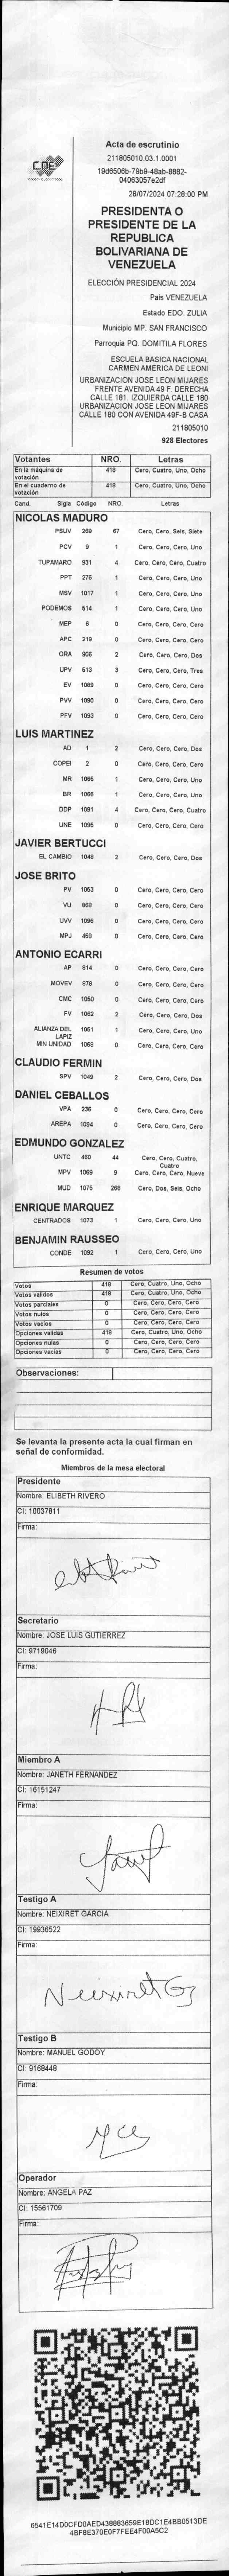 CNE
Acta de escrutinio
211805010.03.1.0001
19d6506b-79b9-48ab-8882-
04063057e2df
28/07/2024 07:28:00 PM
PRESIDENTA O
PRESIDENTE DE LA
REPUBLICA
BOLIVARIANA DE
VENEZUELA
ELECCIÓN PRESIDENCIAL 2024
País VENEZUELA
Estado EDO. ZULIA
Municipio MP. SAN FRANCISCO
Parroquia PQ. DOMITILA FLORES
ESCUELA BASICA NACIONAL
CARMEN AMERICA DE LEONI
URBANIZACION JOSE LEON MIJARES
FRENTE AVENIDA 49 F. DERECHA
CALLE 181. IZQUIERDA CALLE 180
URBANIZACION JOSE LEON MIJARES
CALLE 180 CON AVENIDA 49F-B CASA
211805010
928 Electores
Votantes NRO. Letras
En la máquina de votación 418 Cero, Cuatro, Uno, Ocho
En el cuaderno de votación 418 Cero, Cuatro, Uno, Ocho
Cand. Sigla Código NRO. Letras
NICOLAS MADURO
PSUV 269 67 Cero, Cero, Seis, Siete
PCV 9 1 Cero, Cero, Cero, Uno
TUPAMARO 931 4 Cero, Cero, Cero, Cuatro
PPT 276 1 Cero, Cero, Cero, Uno
MSV 1017 1 Cero, Cero, Cero, Uno
PODEMOS 514 1 Cero, Cero, Cero, Uno
MEP 6 0 Cero, Cero, Cero, Cero
APC 219 0 Cero, Cero, Cero, Cero
ORA 906 2 Cero, Cero, Cero, Dos
UPV 513 3 Cero, Cero, Cero, Tres
EV 1089 0 Cero, Cero, Cero, Cero
PVV 1090 0 Cero, Cero, Cero, Cero
PFV 1093 0 Cero, Cero, Cero, Cero
LUIS MARTINEZ
AD 1 2 Cero, Cero, Cero, Dos
COPEI 2 0 Cero, Cero, Cero, Cero
MR 1065 1 Cero, Cero, Cero, Uno
BR 1066 1 Cero, Cero, Cero, Uno
DDP 1091 4 Cero, Cero, Cero, Cuatro
UNE 1095 0 Cero, Cero, Cero, Cero
JAVIER BERTUCCI
EL CAMBIO 1048 2 Cero, Cero, Cero, Dos
JOSE BRITO
PV 1053 0 Cero, Cero, Cero, Cero
VU 669 0 Cero, Cero, Cero, Cero
UVV 1096 0 Cero, Cero, Cero, Cero
MPJ 450 0 Cero, Cero, Cero, Cero
ANTONIO ECARRI
AP 814 0 Cero, Cero, Cero, Cero
MOVEV 878 0 Cero, Cero, Cero, Cero
CMC 1050 0 Cero, Cero, Cero, Cero
FV 1062 2 Cero, Cero, Cero, Dos
ALIANZA DEL LAPIZ 1051 1 Cero, Cero, Cero, Uno
MIN UNIDAD 1068 0 Cero, Cero, Cero, Cero
CLAUDIO FERMIN
SPV 1049 2 Cero, Cero, Cero, Dos
DANIEL CEBALLOS
VPA 236 0 Cero, Cero, Cero, Cero
AREPA 1094 0 Cero, Cero, Cero, Cero
EDMUNDO GONZALEZ
UNTC 460 44 Cero, Cero, Cuatro, Cuatro
MPV 1069 9 Cero, Cero, Cero, Nueve
MUD 1075 268 Cero, Dos, Seis, Ocho
ENRIQUE MARQUEZ
CENTRADOS 1073 1 Cero, Cero, Cero, Uno
BENJAMIN RAUSSEO
CONDE 1092 1 Cero, Cero, Cero, Uno
Resumen de votos
Votos 418 Cero, Cuatro, Uno, Ocho
Votos validos 418 Cero, Cuatro, Uno, Ocho
Votos parciales 0 Cero, Cero, Cero, Cero
Votos nulos 0 Cero, Cero, Cero, Cero
Votos vacios 0 Cero, Cero, Cero, Cero
Opciones validas 418 Cero, Cuatro, Uno, Ocho
Opciones nulas 0 Cero, Cero, Cero, Cero
Opciones vacias 0 Cero, Cero, Cero, Cero
Observaciones:
Se levanta la presente acta la cual firman en
señal de conformidad.
Miembros de la mesa electoral
Presidente
Nombre: ELIBETH RIVERO
CI: 10037811
Firma:
Secretario
Nombre: JOSE LUIS GUTIERREZ
CI: 9719046
Firma:
Miembro A
Nombre: JANETH FERNANDEZ
CI: 16151247
Firma:
Testigo A
Nombre: NEIXIRET GARCIA
CI: 19936522
Firma:
Neixiret G
Testigo B
Nombre: MANUEL GODOY
CI: 9168448
Firma:
Operador
Nombre: ANGELA PAZ
CI: 15561709
Firma:
6541E14D0CFD0AED438883659E18DC1E4BB0513DE
4BF8E370E0F7FEE4F00A5C2